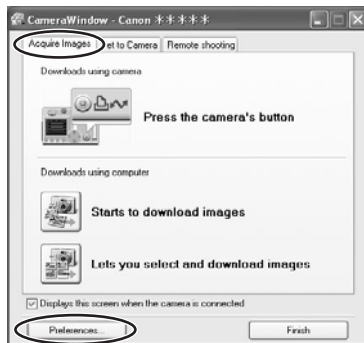 CameraWindow - Canon ＊＊＊＊＊
Acquire Images et to Camera Remote shooting
Downloads using camera
Press the camera's button
Downloads using computer
Starts to download images
Lets you select and download images
Displays this screen when the camera is connected
Preferences... Finish